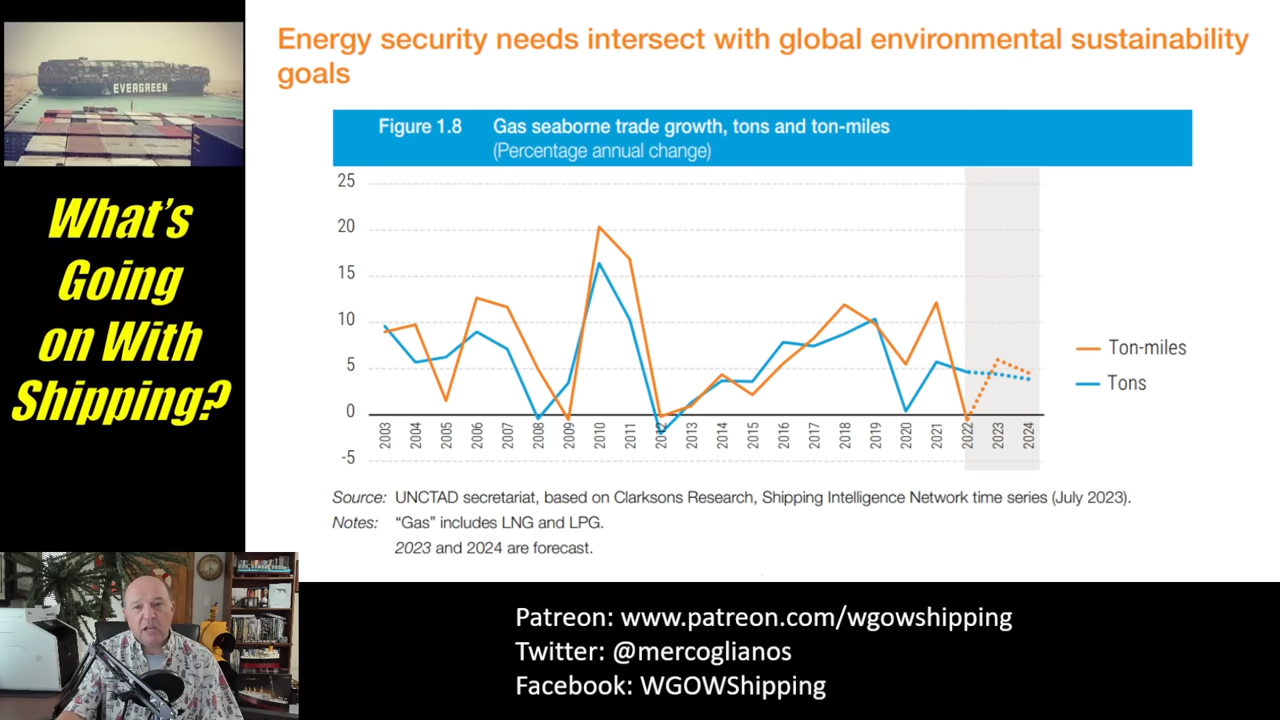 Energy security needs intersect with global environmental sustainability
goals
EVERGREEN
What's
Going
on With
Shipping?
Figure 1.8 Gas seaborne trade growth, tons and ton-miles
(Percentage annual change)
25
20
15
10
5
0
-5
2003 2004 2005 2006 2007 2008 2009 2010 2011 2012 2013 2014 2015 2016 2017 2018 2019 2020 2021 2022 2023 2024
Ton-miles
Tons
Source: UNCTAD secretariat, based on Clarksons Research, Shipping Intelligence Network time series (July 2023).
Notes: “Gas” includes LNG and LPG.
2023 and 2024 are forecast.
Patreon: www.patreon.com/wgowshipping
Twitter: @mercoglianos
Facebook: WGOWShipping